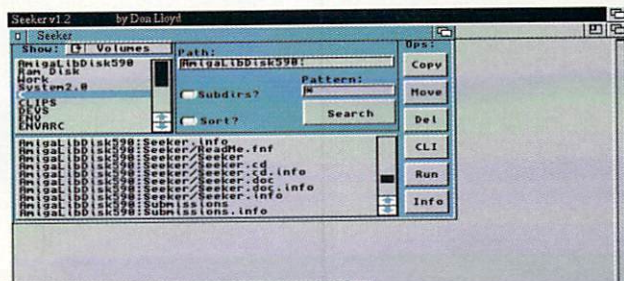 Seeker v1.2 by Don Lloyd
Seeker
Show: Volumes
AmigaLibDisk590
Ram Disk
Work
System2.0
C
CLIPS
DEVS
ENV
ENVARC
Path:
AmigaLibDisk590:
Pattern:
*
Subdirs?
Sort?
Search
Ops:
Copy
Move
Del
CLI
Run
Info
AmigaLibDisk590:Seeker.info
AmigaLibDisk590:Seeker/ReadMe.fnf
AmigaLibDisk590:Seeker/Seeker
AmigaLibDisk590:Seeker/Seeker.cd
AmigaLibDisk590:Seeker/Seeker.cd.info
AmigaLibDisk590:Seeker/Seeker.doc
AmigaLibDisk590:Seeker/Seeker.doc.info
AmigaLibDisk590:Seeker/Seeker.info
AmigaLibDisk590:Submissions
AmigaLibDisk590:Submissions.info